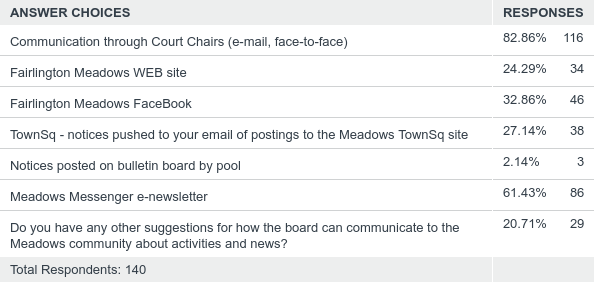 ANSWER CHOICES RESPONSES
Communication through Court Chairs (e-mail, face-to-face) 82.86% 116
Fairlington Meadows WEB site 24.29% 34
Fairlington Meadows FaceBook 32.86% 46
TownSq - notices pushed to your email of postings to the Meadows TownSq site 27.14% 38
Notices posted on bulletin board by pool 2.14% 3
Meadows Messenger e-newsletter 61.43% 86
Do you have any other suggestions for how the board can communicate to the 20.71% 29
Meadows community about activities and news?
Total Respondents: 140